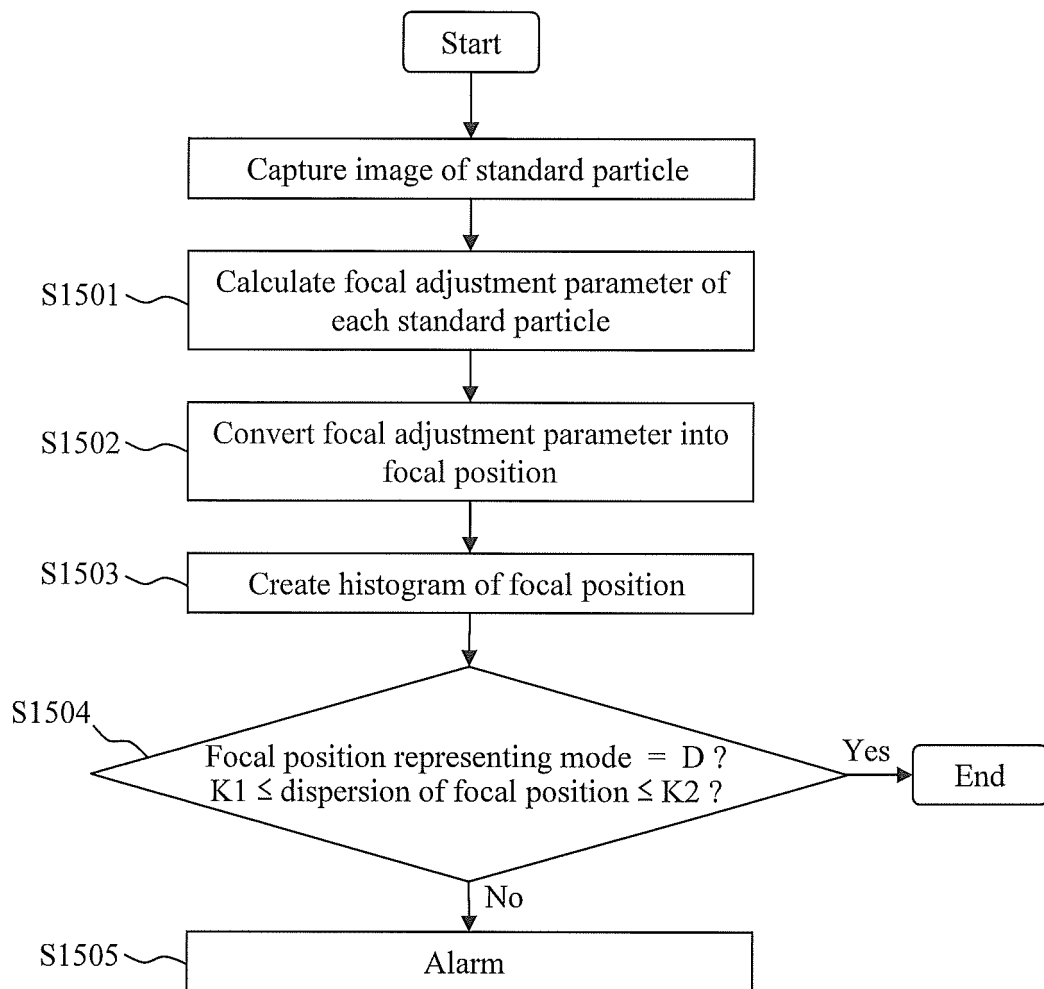 Start
Capture image of standard particle
S1501
Calculate focal adjustment parameter of
each standard particle
S1502
Convert focal adjustment parameter into
focal position
S1503
Create histogram of focal position
S1504
Focal position representing mode = D ?
K1 ≦ dispersion of focal position ≦ K2 ?
Yes
End
No
S1505
Alarm